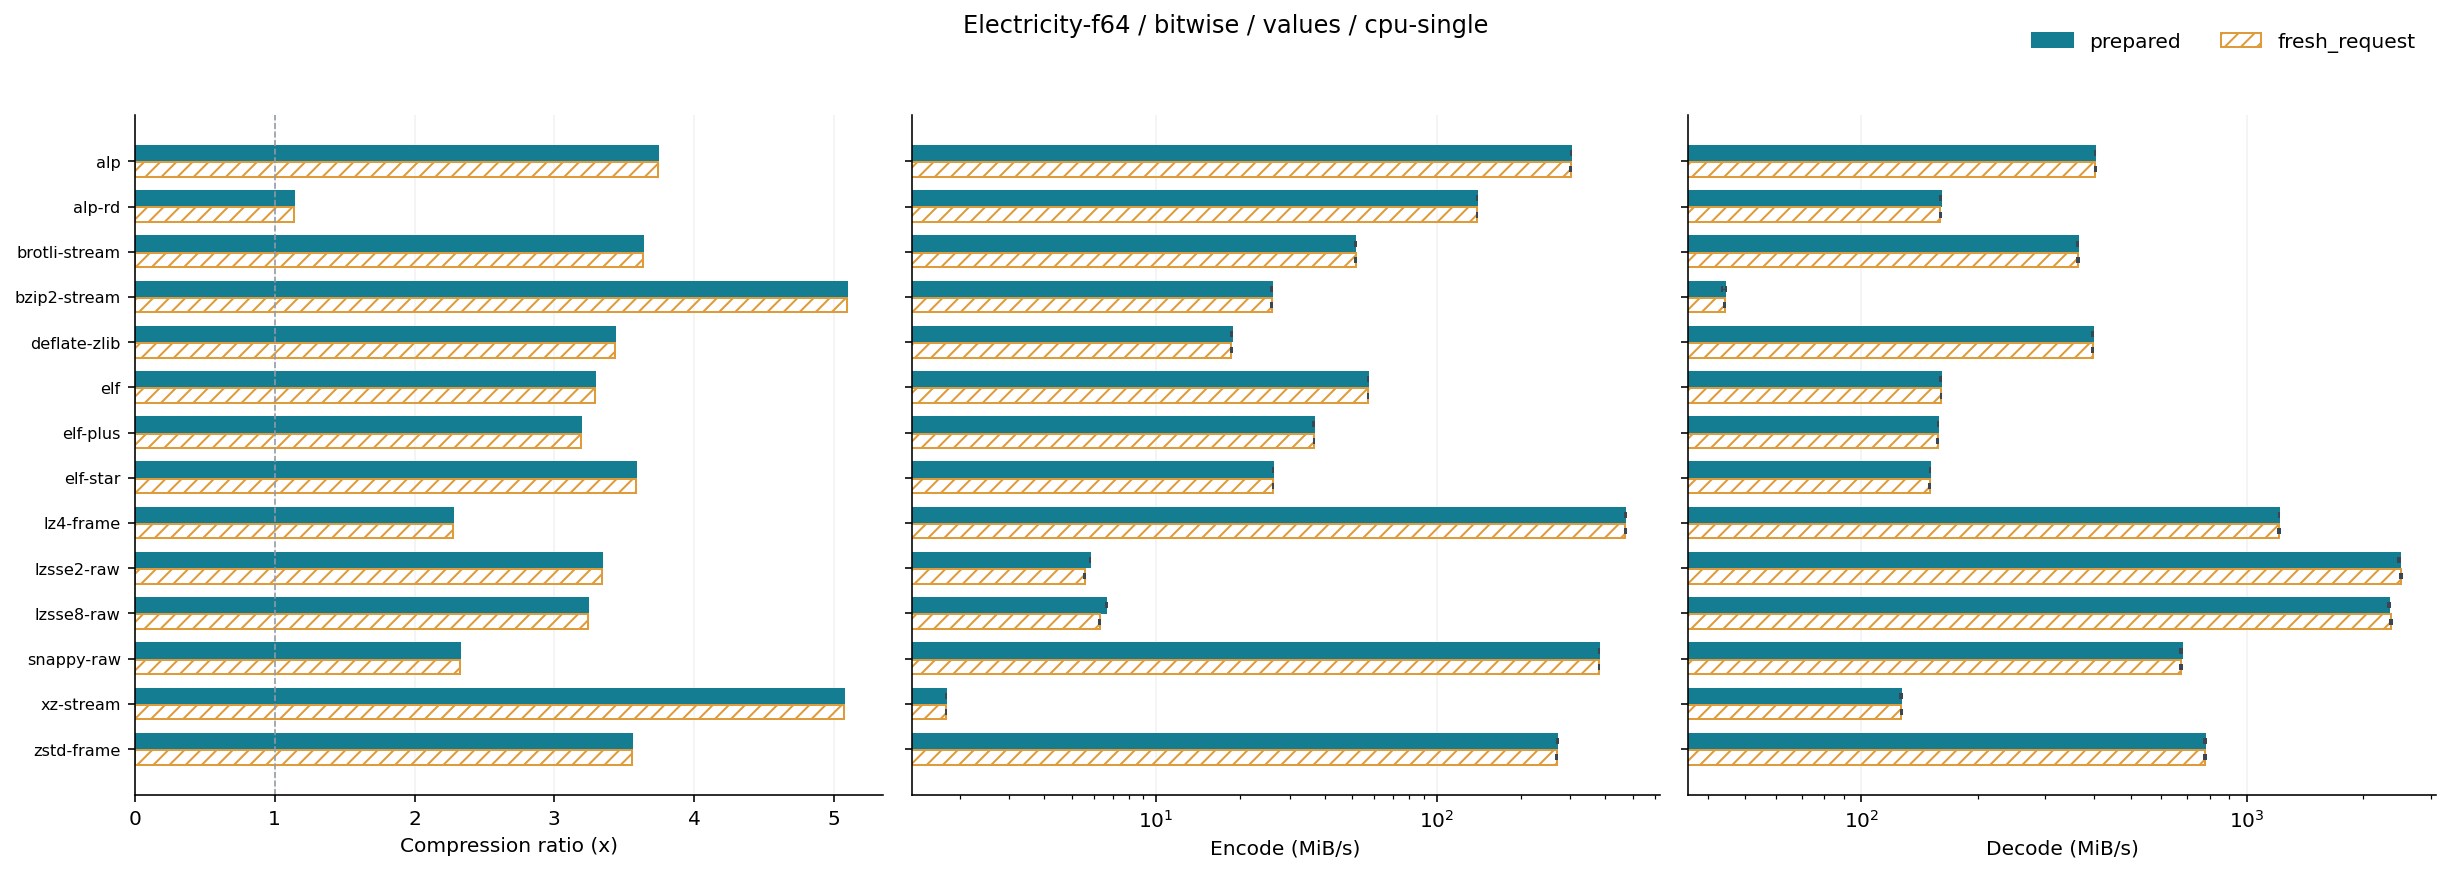 Electricity-f64 / bitwise / values / cpu-single
prepared
fresh_request
alp
alp-rd
brotli-stream
bzip2-stream
deflate-zlib
elf
elf-plus
elf-star
lz4-frame
lzsse2-raw
lzsse8-raw
snappy-raw
xz-stream
zstd-frame
0 1 2 3 4 5
Compression ratio (x)
10¹ 10²
Encode (MiB/s)
10² 10³
Decode (MiB/s)